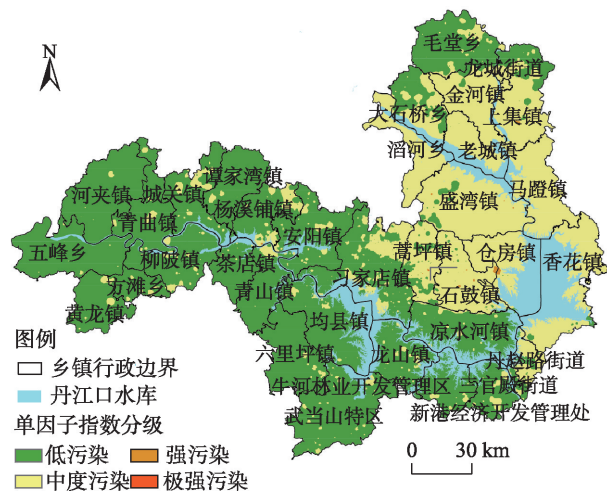 N
毛堂乡
龙城街道
金河镇
大石桥乡
上集镇
滔河乡
老城镇
马蹬镇
盛湾镇
谭家湾镇
河夹镇
城关镇
杨溪铺镇
青曲镇
安阳镇
五峰乡
柳陂镇
茶店镇
嵩坪镇
仓房镇
香花镇
习家店镇
方滩乡
青山镇
石鼓镇
黄龙镇
均县镇
凉水河镇
六里坪镇
龙山镇
丹赵路街道
牛河林业开发管理区
三官殿街道
武当山特区
新港经济开发管理处
图例
乡镇行政边界
丹江口水库
单因子指数分级
低污染
强污染
中度污染
极强污染
0 30 km